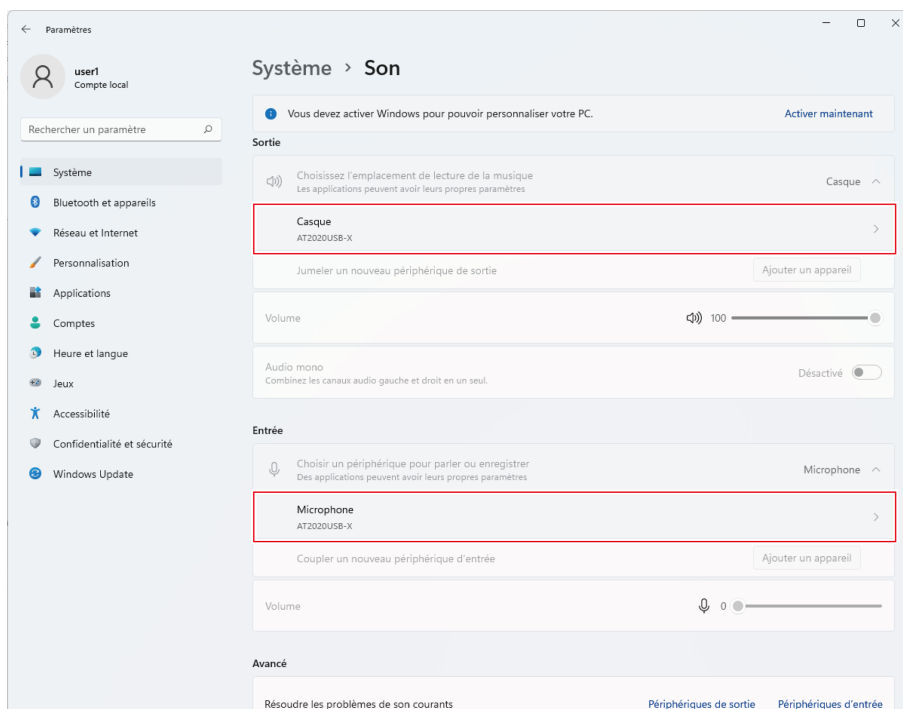 Paramètres
user1
Compte local
Rechercher un paramètre
Système
Bluetooth et appareils
Réseau et Internet
Personnalisation
Applications
Comptes
Heure et langue
Jeux
Accessibilité
Confidentialité et sécurité
Windows Update
Système > Son
Vous devez activer Windows pour pouvoir personnaliser votre PC. Activer maintenant
Sortie
Choisissez l'emplacement de lecture de la musique
Les applications peuvent avoir leurs propres paramètres
Casque
Casque
AT2020USB-X
Jumeler un nouveau périphérique de sortie Ajouter un appareil
Volume 100
Audio mono
Combinez les canaux audio gauche et droit en un seul.
Désactivé
Entrée
Choisir un périphérique pour parler ou enregistrer
Des applications peuvent avoir leurs propres paramètres
Microphone
Microphone
AT2020USB-X
Coupler un nouveau périphérique d'entrée Ajouter un appareil
Volume 0
Avancé
Résoudre les problèmes de son courants Périphériques de sortie Périphériques d'entrée